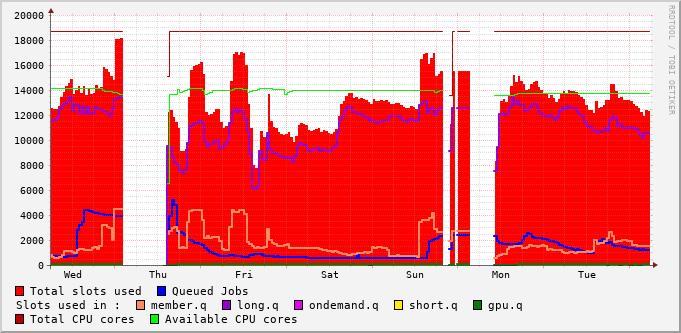 20000
18000
16000
14000
12000
10000
8000
6000
4000
2000
0
Wed Thu Fri Sat Sun Mon Tue
Total slots used Queued Jobs
Slots used in : member.q long.q ondemand.q short.q gpu.q
Total CPU cores Available CPU cores
RRDTOOL / TOBI OETIKER